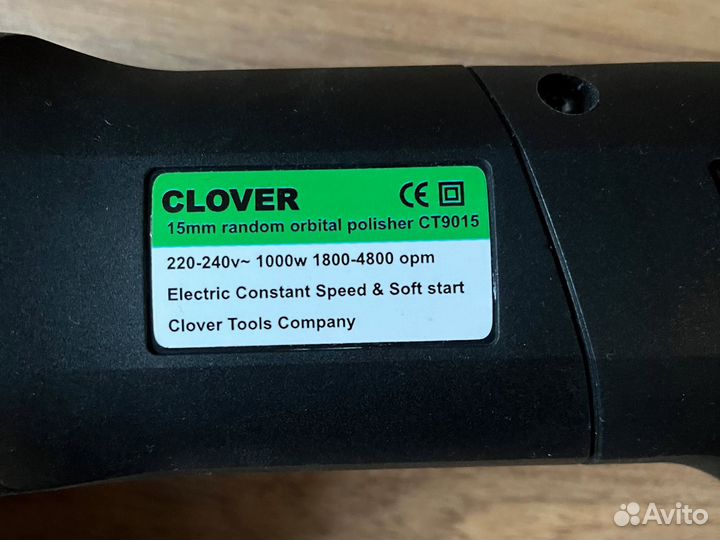 CLOVER CE
15mm random orbital polisher CT9015
220-240v~ 1000w 1800-4800 opm
Electric Constant Speed & Soft start
Clover Tools Company
Avito